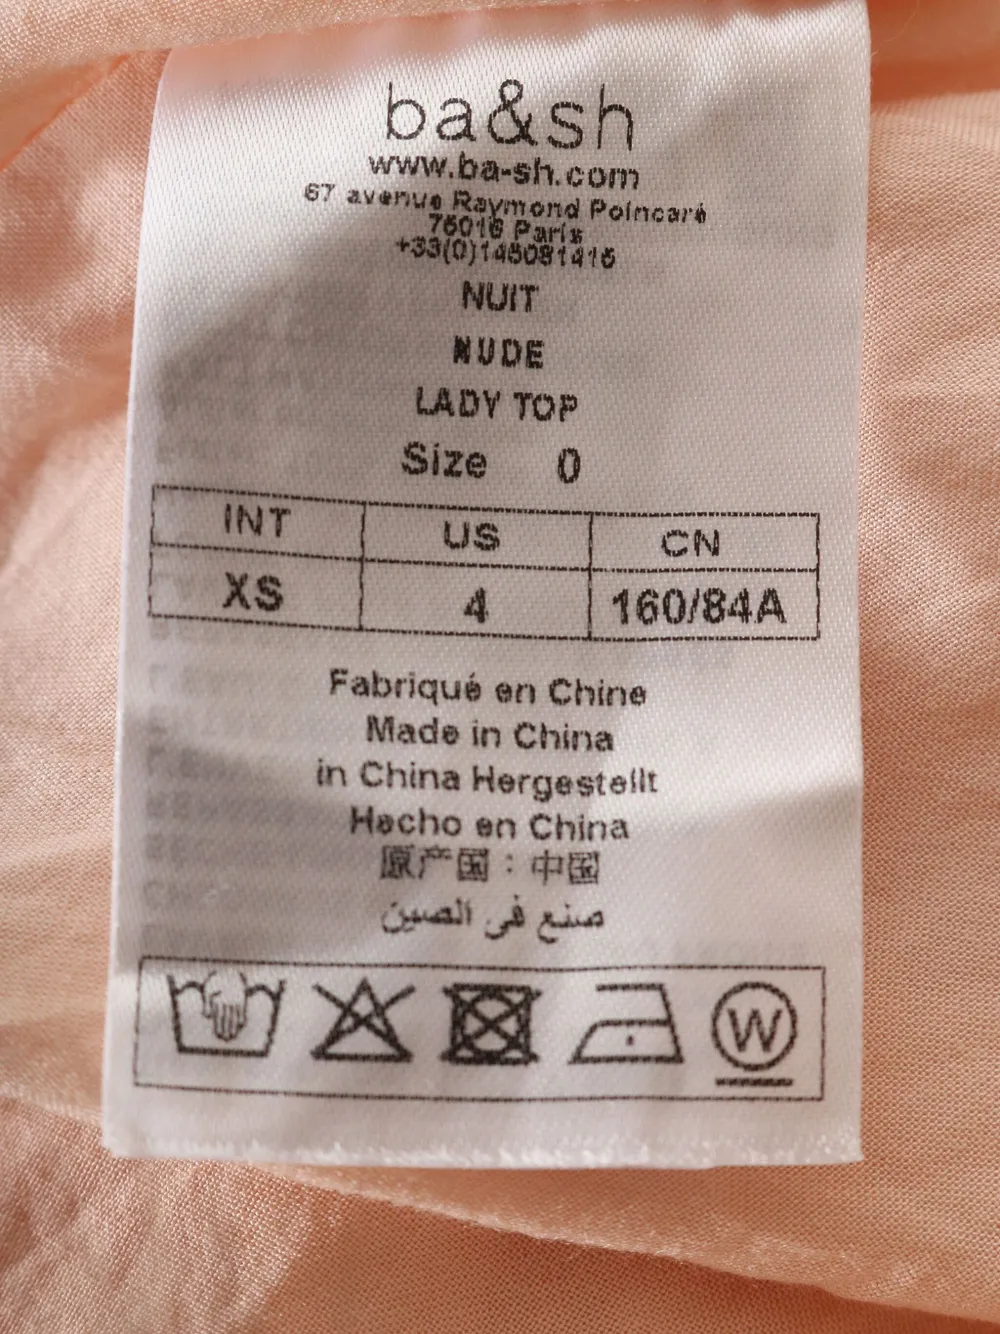 ba&sh
www.ba-sh.com
67 avenue Raymond Poincaré
75016 Paris
+33(0)145081415
NUIT
NUDE
LADY TOP
Size 0
INT US CN
XS 4 160/84A
Fabriqué en Chine
Made in China
in China Hergestellt
Hecho en China
原产国：中国
صنع في الصين
W